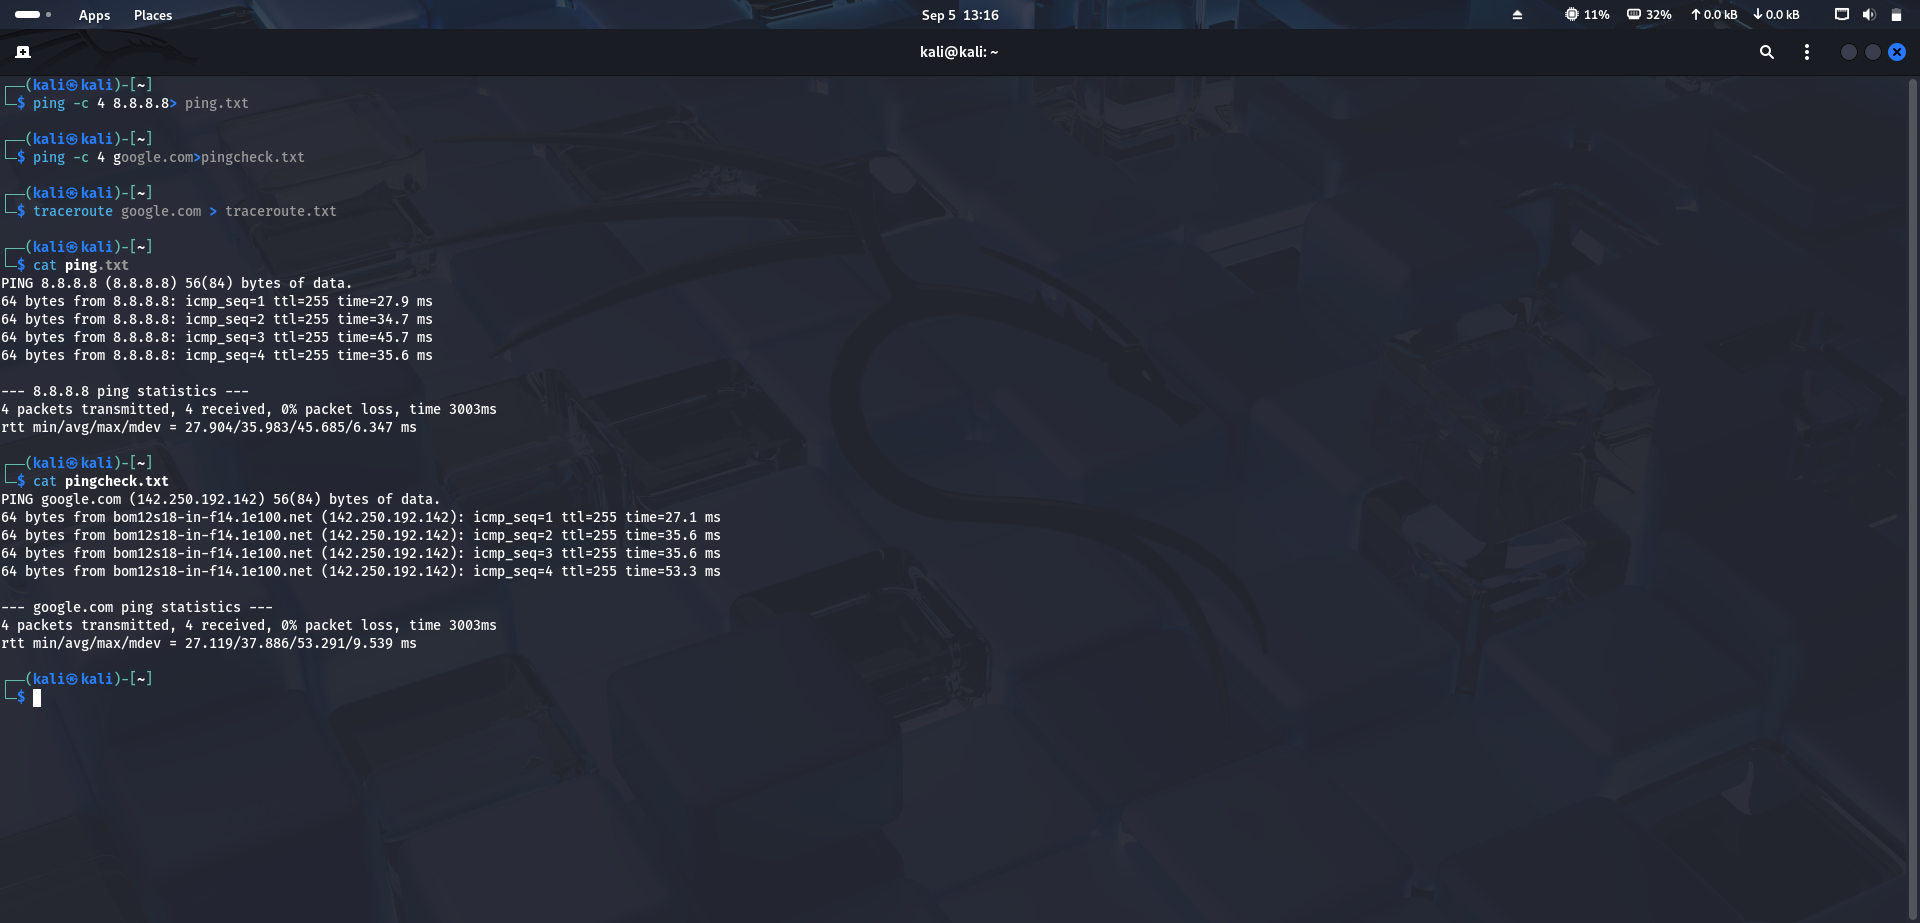 Apps Places Sep 5 13:16 11% 32% 0.0 kB 0.0 kB
kali@kali: ~
┌──(kali㉿kali)-[~]
└─$ ping -c 4 8.8.8.8> ping.txt
┌──(kali㉿kali)-[~]
└─$ ping -c 4 google.com>pingcheck.txt
┌──(kali㉿kali)-[~]
└─$ traceroute google.com > traceroute.txt
┌──(kali㉿kali)-[~]
└─$ cat ping.txt
PING 8.8.8.8 (8.8.8.8) 56(84) bytes of data.
64 bytes from 8.8.8.8: icmp_seq=1 ttl=255 time=27.9 ms
64 bytes from 8.8.8.8: icmp_seq=2 ttl=255 time=34.7 ms
64 bytes from 8.8.8.8: icmp_seq=3 ttl=255 time=45.7 ms
64 bytes from 8.8.8.8: icmp_seq=4 ttl=255 time=35.6 ms
--- 8.8.8.8 ping statistics ---
4 packets transmitted, 4 received, 0% packet loss, time 3003ms
rtt min/avg/max/mdev = 27.904/35.983/45.685/6.347 ms
┌──(kali㉿kali)-[~]
└─$ cat pingcheck.txt
PING google.com (142.250.192.142) 56(84) bytes of data.
64 bytes from bom12s18-in-f14.1e100.net (142.250.192.142): icmp_seq=1 ttl=255 time=27.1 ms
64 bytes from bom12s18-in-f14.1e100.net (142.250.192.142): icmp_seq=2 ttl=255 time=35.6 ms
64 bytes from bom12s18-in-f14.1e100.net (142.250.192.142): icmp_seq=3 ttl=255 time=35.6 ms
64 bytes from bom12s18-in-f14.1e100.net (142.250.192.142): icmp_seq=4 ttl=255 time=53.3 ms
--- google.com ping statistics ---
4 packets transmitted, 4 received, 0% packet loss, time 3003ms
rtt min/avg/max/mdev = 27.119/37.886/53.291/9.539 ms
┌──(kali㉿kali)-[~]
└─$